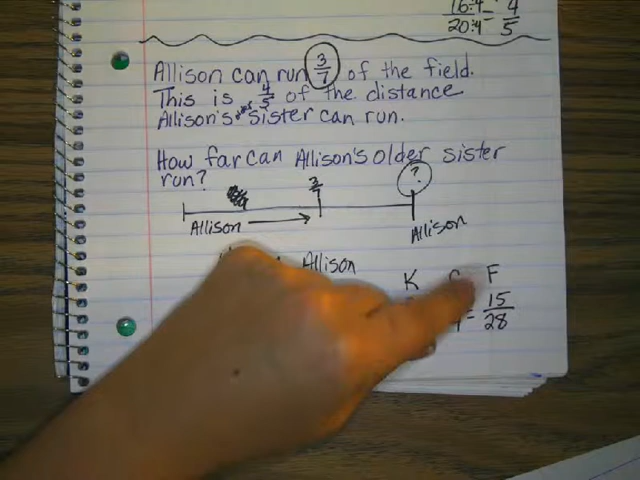 16÷4 = 4
20÷4 5
Allison can run 3/7 of the field.
This is 4/5 of the distance
Allison's sister can run.
How far can Allison's older sister
run?
3/7 ?
Allison Allison
Allison
K C F
= 15/28